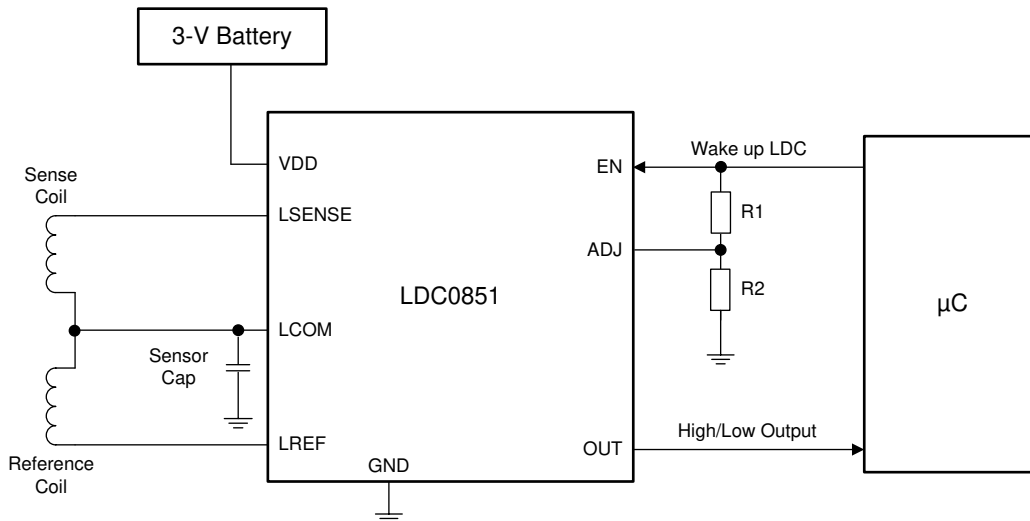 3-V Battery
VDD
Sense
Coil
LSENSE
LCOM
Sensor
Cap
LREF
Reference
Coil
GND
LDC0851
EN
Wake up LDC
R1
ADJ
R2
OUT
High/Low Output
µC